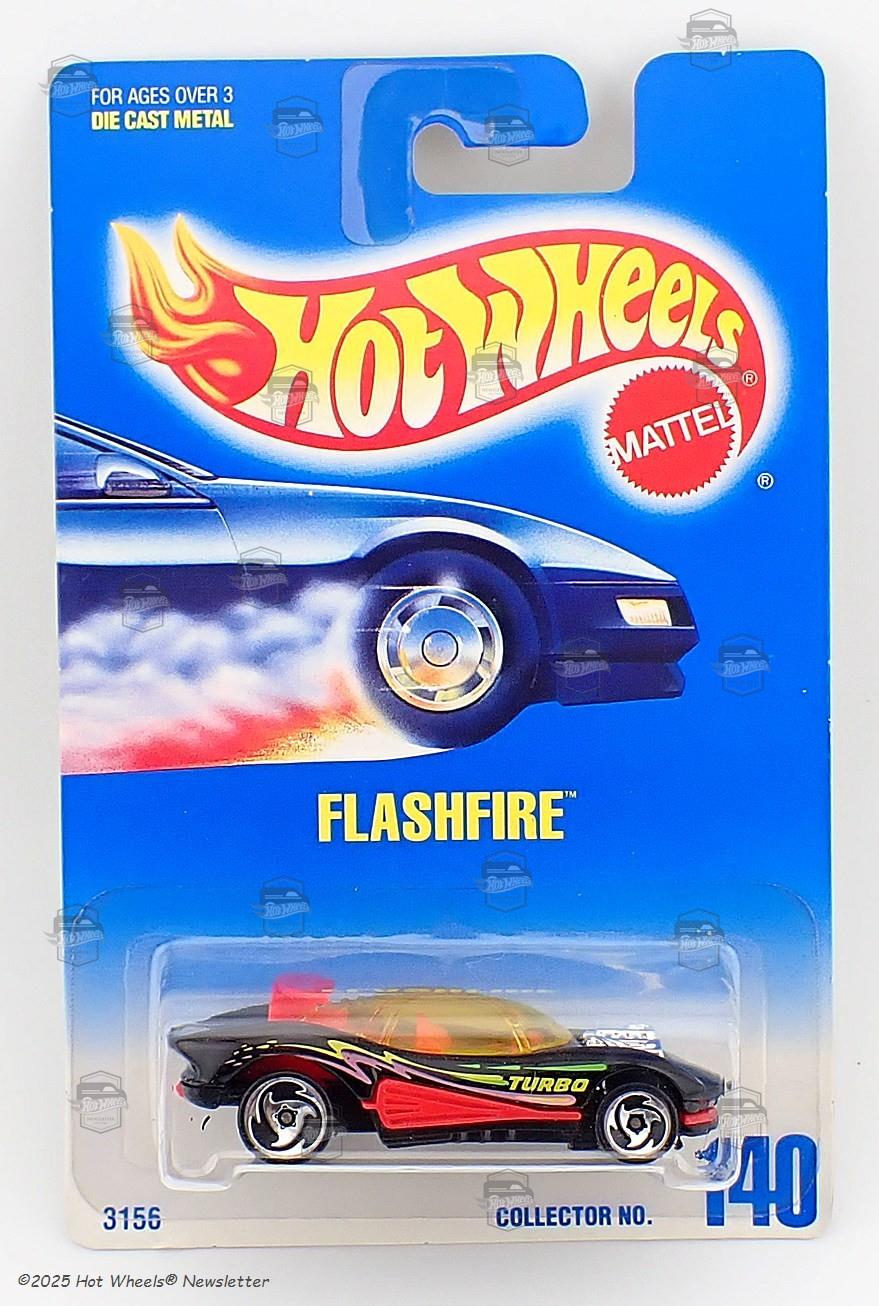 FOR AGES OVER 3
DIE CAST METAL
HOT WHEELS ®
MATTEL
®
FLASHFIRE™
TURBO
3156
COLLECTOR NO. 140
©2025 Hot Wheels® Newsletter